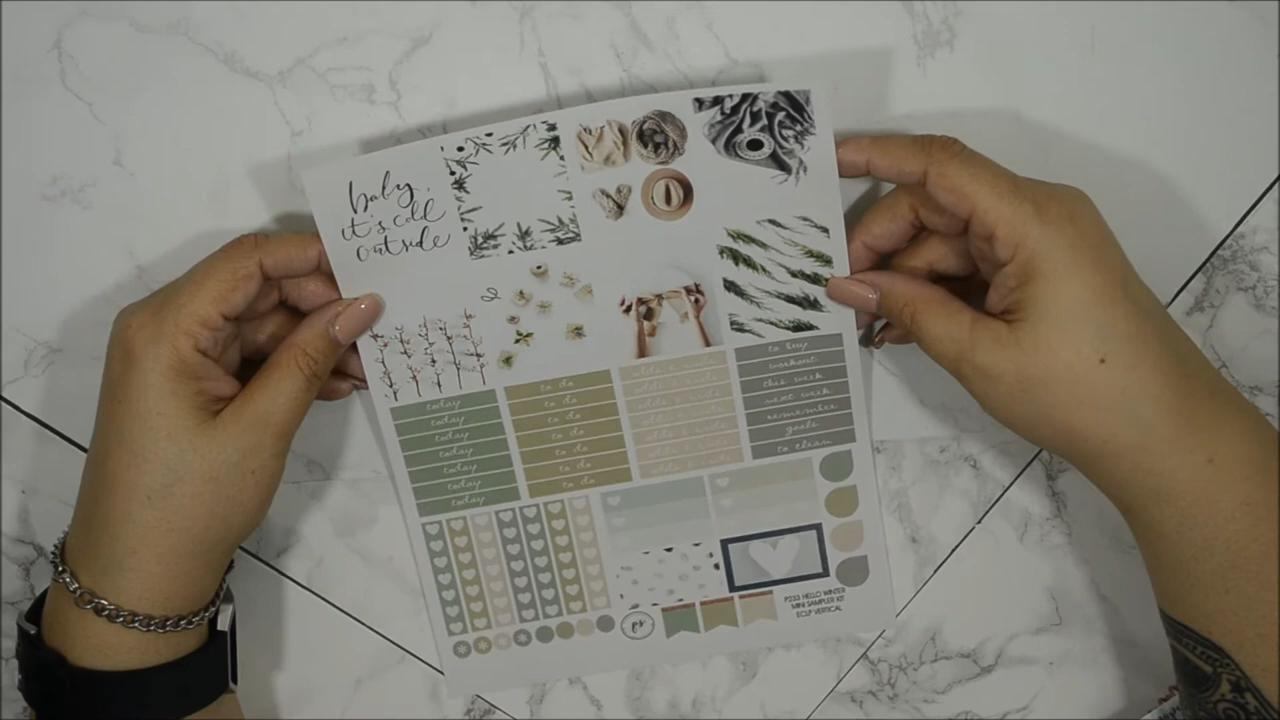 baby,
it's cold
outside
today
today
today
today
today
today
today
to do
to do
to do
to do
to do
to do
to do
to buy
workout
this week
next week
remember
goals
to clean
ps
P233 HELLO WINTER
MINI SAMPLER KIT
ECLP VERTICAL